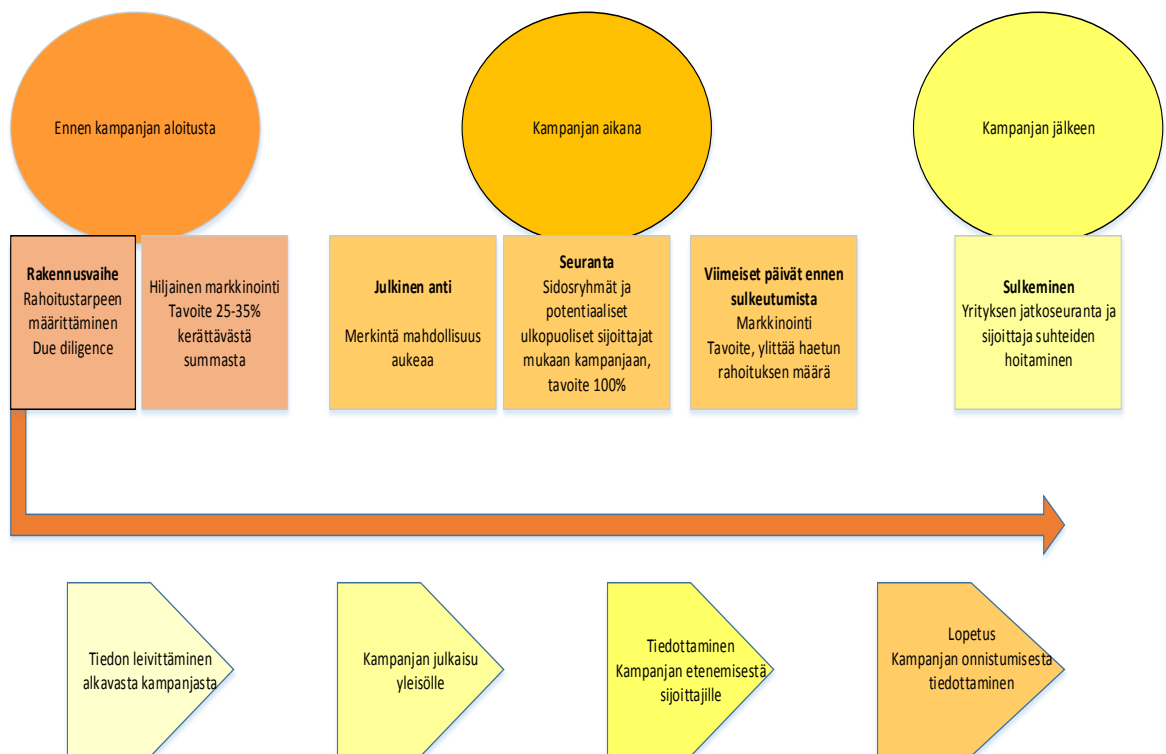 Ennen kampanjan aloitusta
Kampanjan aikana
Kampanjan jälkeen
Rakennusvaihe
Rahoitustarpeen
määrittäminen
Due diligence
Hiljainen markkinointi
Tavoite 25-35%
kerättävästä
summasta
Julkinen anti
Merkintä mahdollisuus
aukeaa
Seuranta
Sidosryhmät ja
potentiaaliset
ulkopuoliset sijoittajat
mukaan kampanjaan,
tavoite 100%
Viimeiset päivät ennen
sulkeutumista
Markkinointi
Tavoite, ylittää haetun
rahoituksen määrä
Sulkeminen
Yrityksen jatkoseuranta ja
sijoittaja suhteiden
hoitaminen
Tiedon leivittäminen
alkavasta kampanjasta
Kampanjan julkaisu
yleisölle
Tiedottaminen
Kampanjan etenemisestä
sijoittajille
Lopetus
Kampanjan onnistumisesta
tiedottaminen